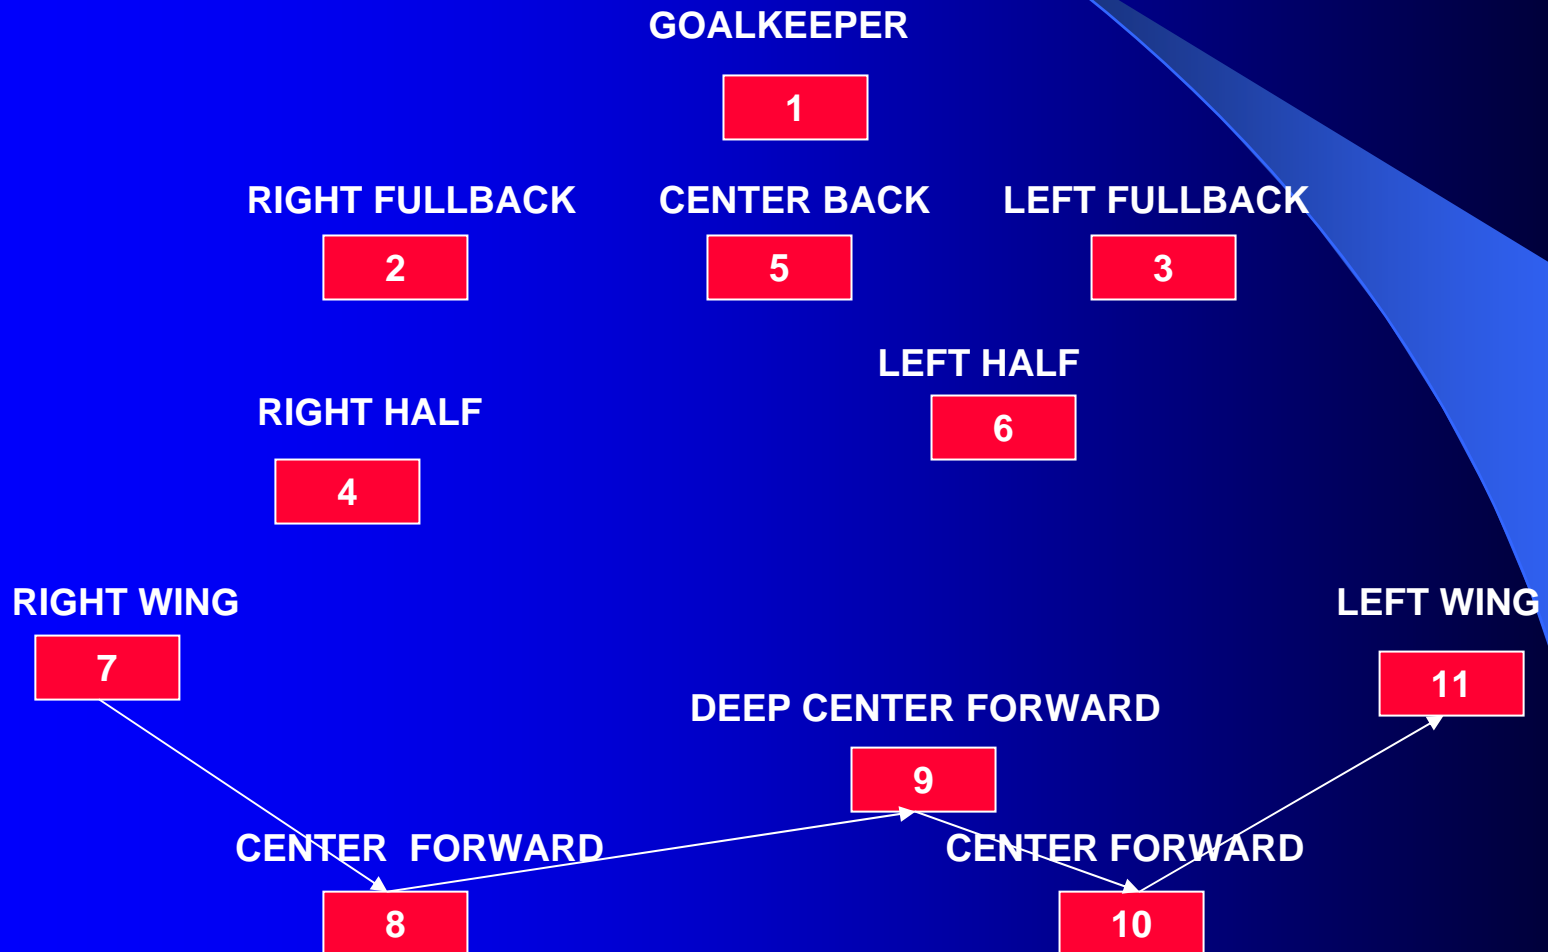 GOALKEEPER
1
RIGHT FULLBACK CENTER BACK LEFT FULLBACK
2 5 3
LEFT HALF
6
RIGHT HALF
4
RIGHT WING LEFT WING
7 11
DEEP CENTER FORWARD
9
CENTER FORWARD CENTER FORWARD
8 10